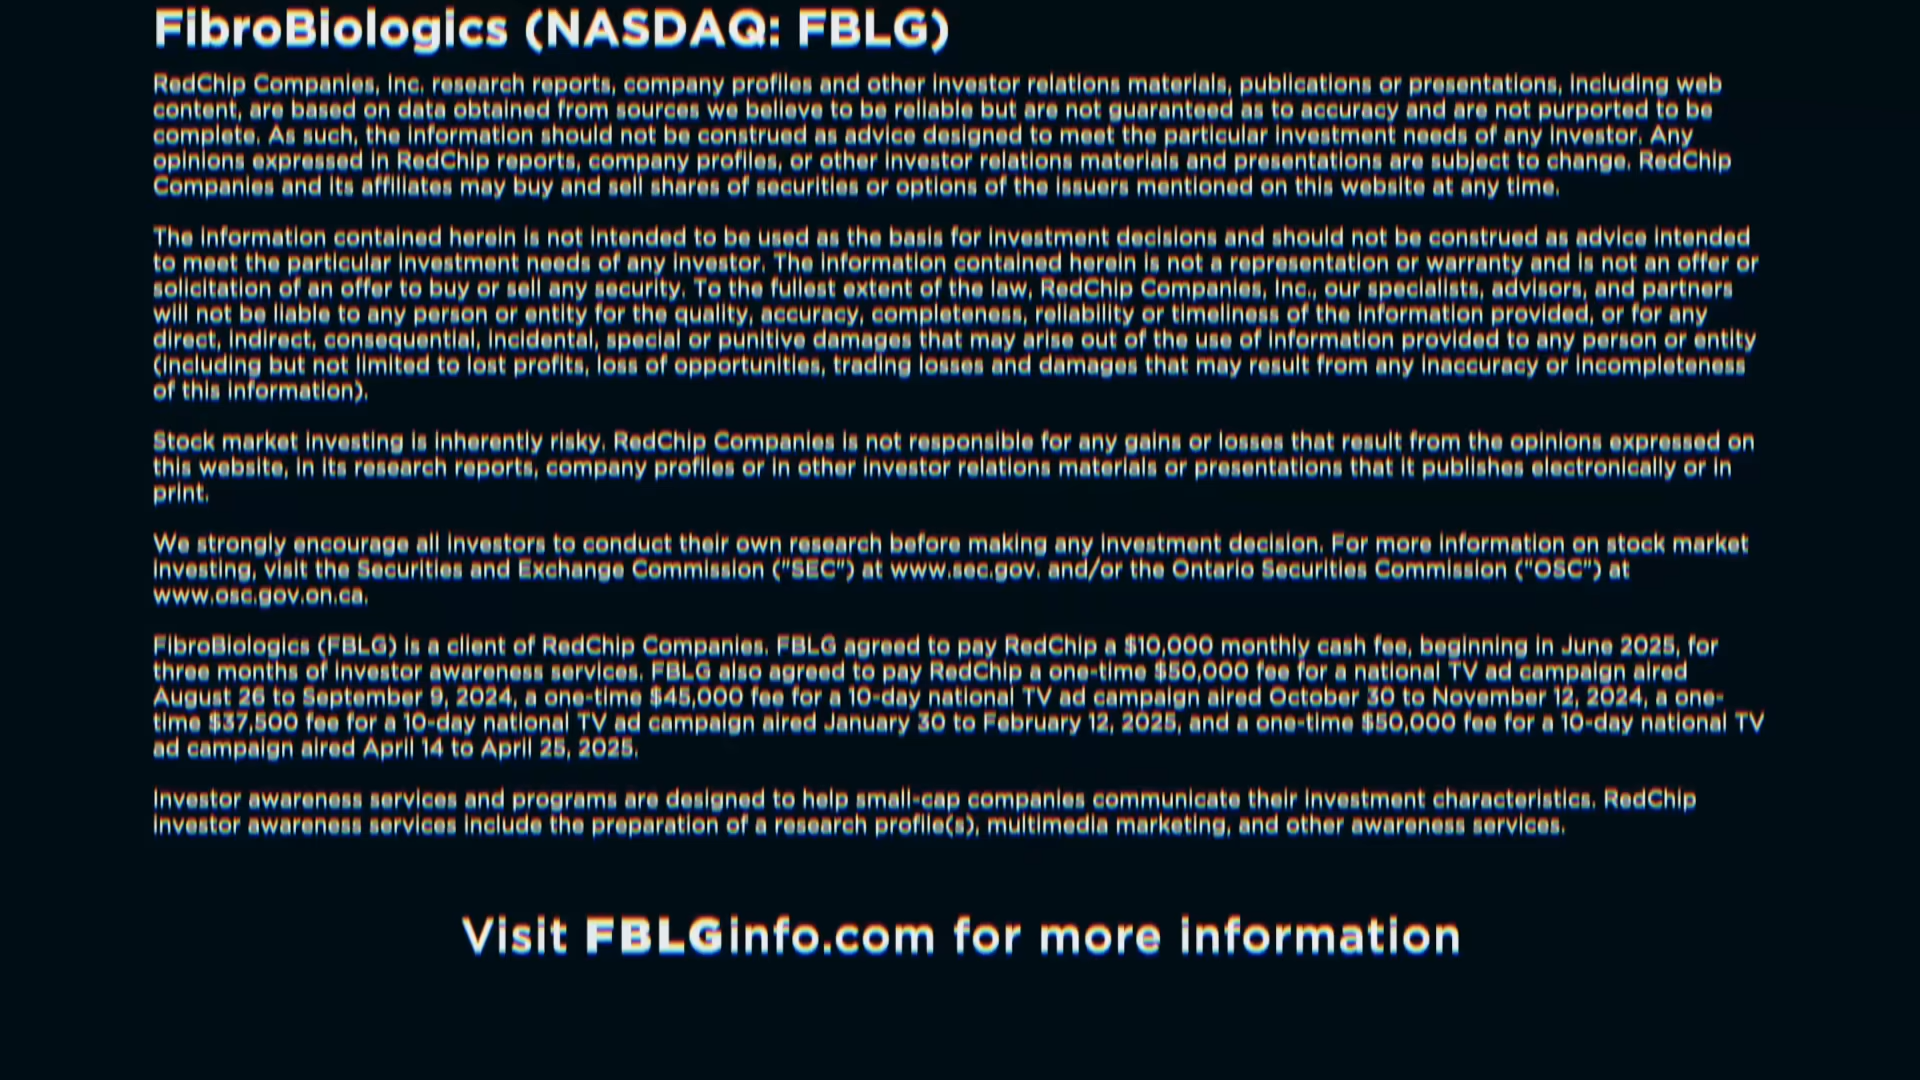 FibroBiologics (NASDAQ: FBLG)
RedChip Companies, Inc. research reports, company profiles and other investor relations materials, publications or presentations, including web
content, are based on data obtained from sources we believe to be reliable but are not guaranteed as to accuracy and are not purported to be
complete. As such, the information should not be construed as advice designed to meet the particular investment needs of any investor. Any
opinions expressed in RedChip reports, company profiles, or other investor relations materials and presentations are subject to change. RedChip
Companies and its affiliates may buy and sell shares of securities or options of the issuers mentioned on this website at any time.
The information contained herein is not intended to be used as the basis for investment decisions and should not be construed as advice intended
to meet the particular investment needs of any investor. The information contained herein is not a representation or warranty and is not an offer or
solicitation of an offer to buy or sell any security. To the fullest extent of the law, RedChip Companies, Inc., our specialists, advisors, and partners
will not be liable to any person or entity for the quality, accuracy, completeness, reliability or timeliness of the information provided, or for any
direct, indirect, consequential, incidental, special or punitive damages that may arise out of the use of information provided to any person or entity
(including but not limited to lost profits, loss of opportunities, trading losses and damages that may result from any inaccuracy or incompleteness
of this information).
Stock market investing is inherently risky. RedChip Companies is not responsible for any gains or losses that result from the opinions expressed on
this website, in its research reports, company profiles or in other investor relations materials or presentations that it publishes electronically or in
print.
We strongly encourage all investors to conduct their own research before making any investment decision. For more information on stock market
investing, visit the Securities and Exchange Commission ("SEC") at www.sec.gov. and/or the Ontario Securities Commission ("OSC") at
www.osc.gov.on.ca.
FibroBiologics (FBLG) is a client of RedChip Companies. FBLG agreed to pay RedChip a $10,000 monthly cash fee, beginning in June 2025, for
three months of investor awareness services. FBLG also agreed to pay RedChip a one-time $50,000 fee for a national TV ad campaign aired
August 26 to September 9, 2024, a one-time $45,000 fee for a 10-day national TV ad campaign aired October 30 to November 12, 2024, a one-
time $37,500 fee for a 10-day national TV ad campaign aired January 30 to February 12, 2025, and a one-time $50,000 fee for a 10-day national TV
ad campaign aired April 14 to April 25, 2025.
Investor awareness services and programs are designed to help small-cap companies communicate their investment characteristics. RedChip
investor awareness services include the preparation of a research profile(s), multimedia marketing, and other awareness services.
Visit FBLGinfo.com for more information